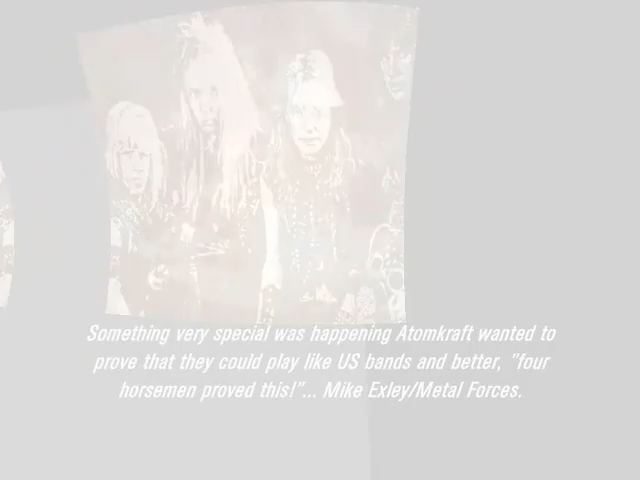 Something very special was happening Atomkraft wanted to
prove that they could play like US bands and better, "four
horsemen proved this!"... Mike Exley/Metal Forces.